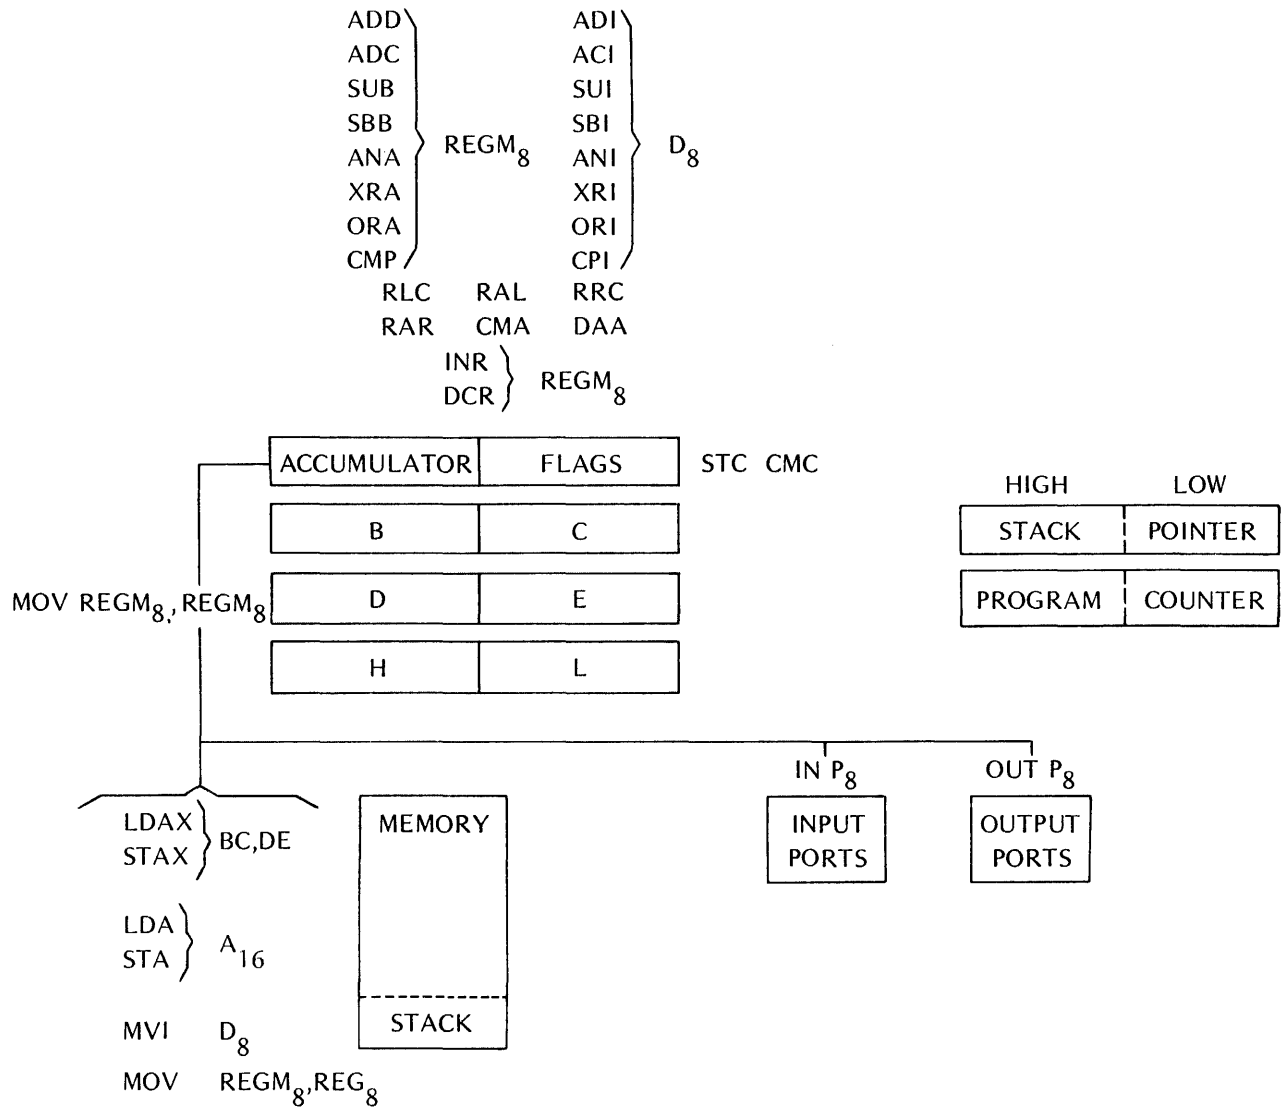 ADD ADI
ADC ACI
SUB SUI
SBB SBI
REGM8 D8
ANA ANI
XRA XRI
ORA ORI
CMP CPI
RLC RAL RRC
RAR CMA DAA
INR
DCR
REGM8
ACCUMULATOR FLAGS STC CMC
HIGH LOW
B C
STACK POINTER
MOV REGM8, REGM8
D E
PROGRAM COUNTER
H L
IN P8 OUT P8
LDAX
STAX
BC,DE
MEMORY
INPUT
PORTS
OUTPUT
PORTS
LDA
STA
A16
STACK
MVI D8
MOV REGM8,REG8